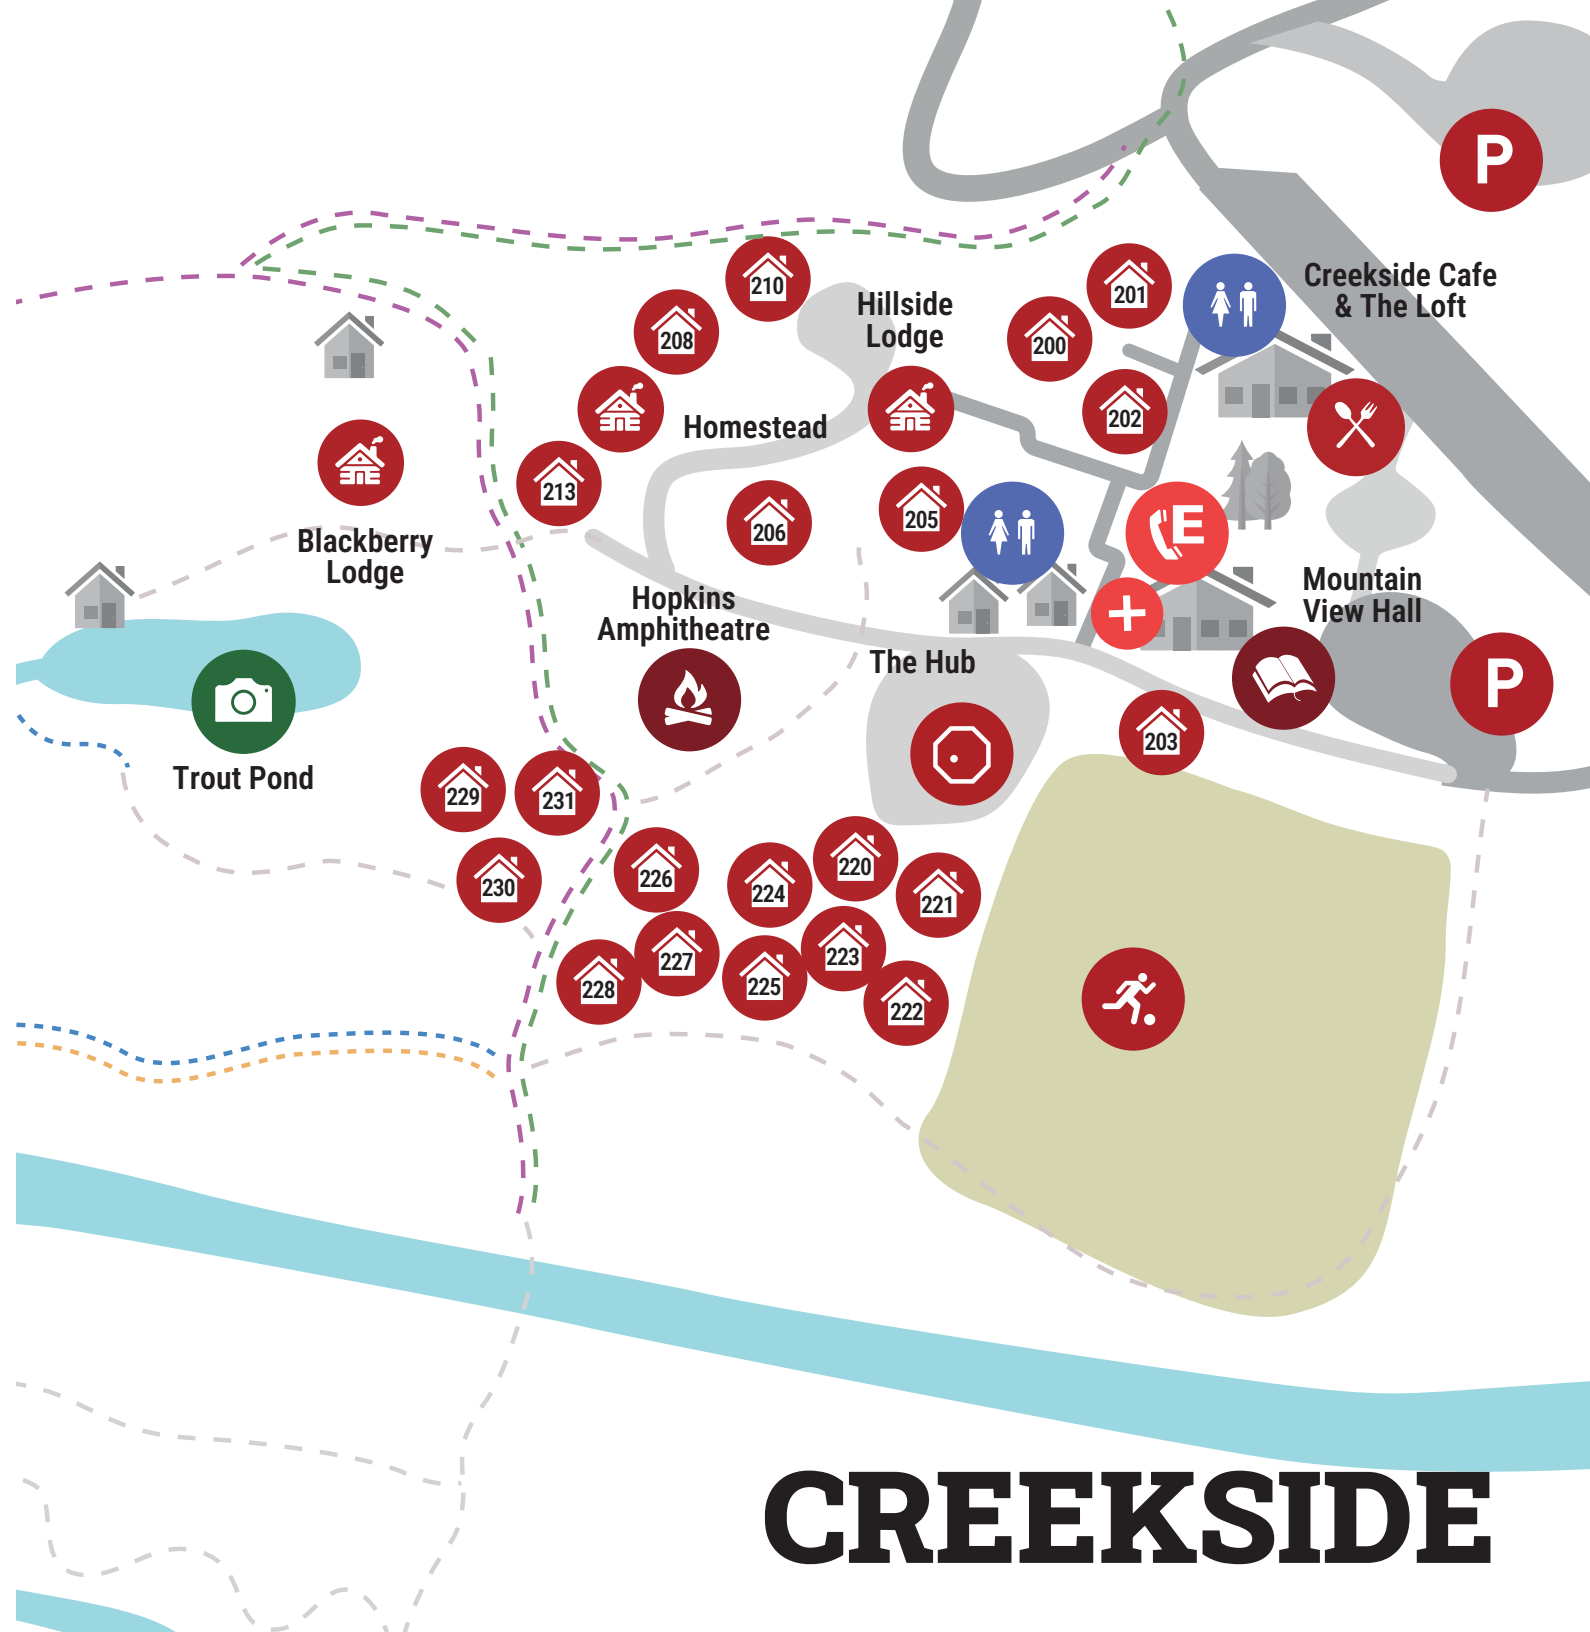 P
210
201
Creekside Cafe
& The Loft
Hillside
Lodge
208
200
202
Homestead
213
205
206
E
Blackberry
Lodge
Mountain
View Hall
Hopkins
Amphitheatre
The Hub
P
203
Trout Pond
229
231
220
226
224
221
230
227
223
225
228
222
CREEKSIDE